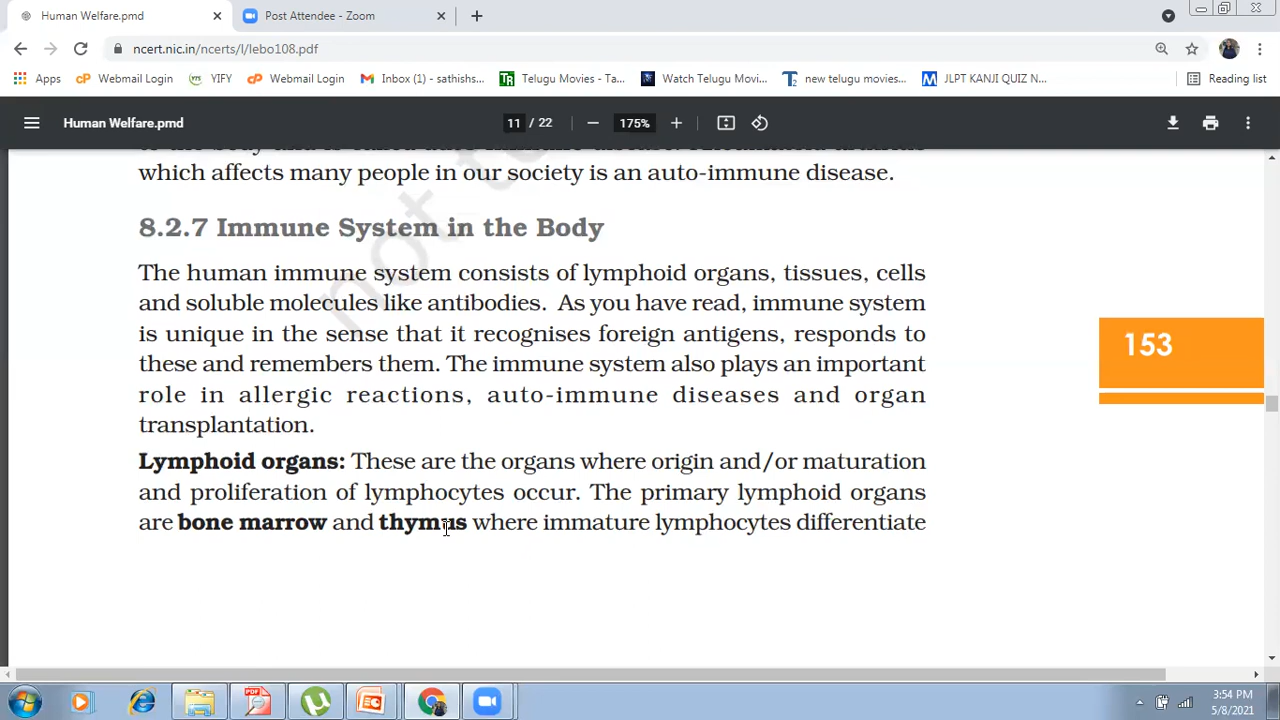 Human Welfare.pmd
Post Attendee - Zoom
ncert.nic.in/ncerts/l/lebo108.pdf
Apps
Webmail Login
YIFY
Webmail Login
Inbox (1) - sathishs...
Telugu Movies - Ta...
Watch Telugu Movi...
new telugu movies...
JLPT KANJI QUIZ N...
Reading list
Human Welfare.pmd
11 / 22
175%
which affects many people in our society is an auto-immune disease.
not to
8.2.7 Immune System in the Body
The human immune system consists of lymphoid organs, tissues, cells
and soluble molecules like antibodies. As you have read, immune system
is unique in the sense that it recognises foreign antigens, responds to
these and remembers them. The immune system also plays an important
role in allergic reactions, auto-immune diseases and organ
transplantation.
153
Lymphoid organs: These are the organs where origin and/or maturation
and proliferation of lymphocytes occur. The primary lymphoid organs
are bone marrow and thymus where immature lymphocytes differentiate
3:54 PM
5/8/2021